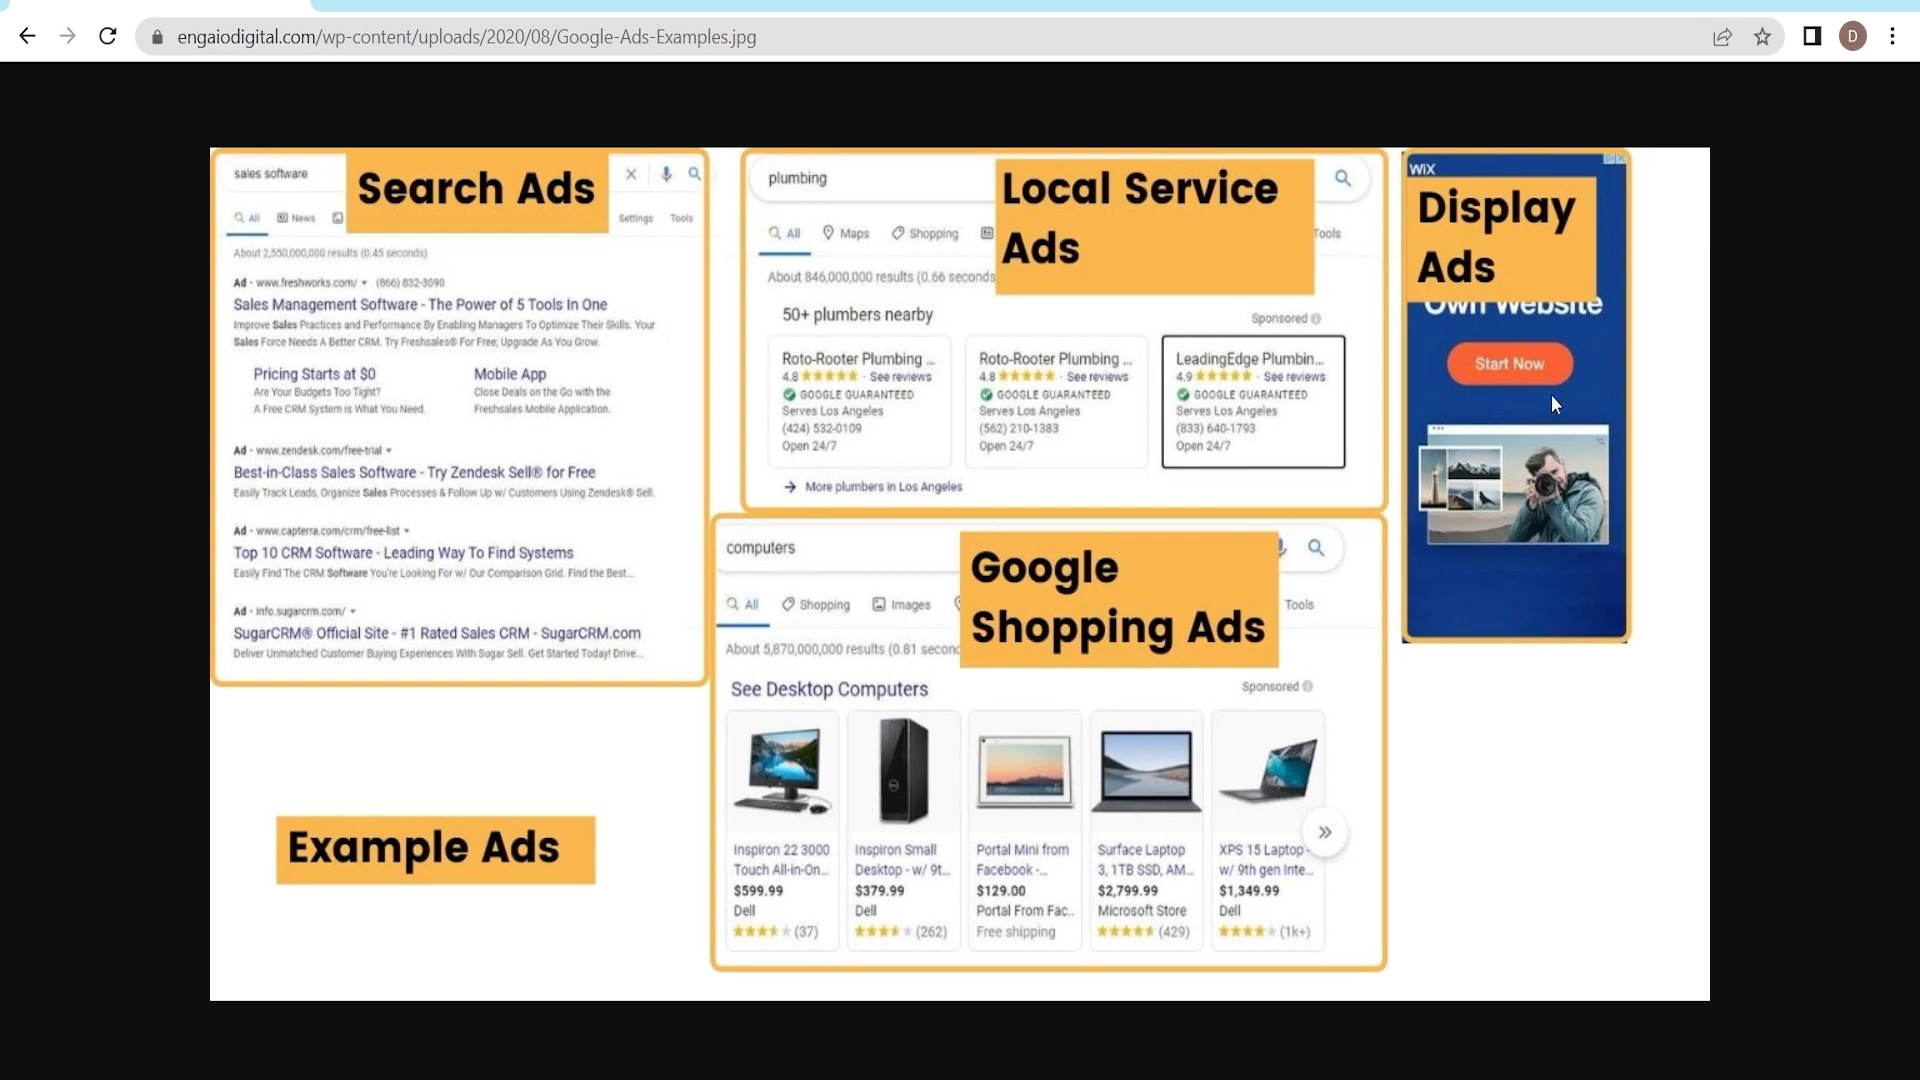 engaiodigital.com/wp-content/uploads/2020/08/Google-Ads-Examples.jpg
D
sales software
Search Ads
All
News
Settings
Tools
About 2,550,000,000 results (0.45 seconds)
Ad · www.freshworks.com/ (866) 832-3090
Sales Management Software - The Power of 5 Tools In One
Improve Sales Practices and Performance By Enabling Managers To Optimize Their Skills. Your
Sales Force Needs A Better CRM. Try Freshsales® For Free; Upgrade As You Grow.
Pricing Starts at $0
Are Your Budgets Too Tight?
A Free CRM System is What You Need.
Mobile App
Close Deals on the Go with the
Freshsales Mobile Application.
Ad · www.zendesk.com/free-trial
Best-in-Class Sales Software - Try Zendesk Sell® for Free
Easily Track Leads, Organize Sales Processes & Follow Up w/ Customers Using Zendesk® Sell.
Ad · www.capterra.com/crm/free-list
Top 10 CRM Software - Leading Way To Find Systems
Easily Find The CRM Software You're Looking For w/ Our Comparison Grid. Find the Best...
Ad · info.sugarcrm.com/
SugarCRM® Official Site - #1 Rated Sales CRM - SugarCRM.com
Deliver Unmatched Customer Buying Experiences With Sugar Sell. Get Started Today! Drive...
Example Ads
plumbing
Local Service
Ads
All
Maps
Shopping
Tools
About 846,000,000 results (0.66 seconds
50+ plumbers nearby
Sponsored
Roto-Rooter Plumbing ...
4.8 · See reviews
GOOGLE GUARANTEED
Serves Los Angeles
(424) 532-0109
Open 24/7
Roto-Rooter Plumbing ...
4.8 · See reviews
GOOGLE GUARANTEED
Serves Los Angeles
(562) 210-1383
Open 24/7
LeadingEdge Plumbin...
4.9 · See reviews
GOOGLE GUARANTEED
Serves Los Angeles
(833) 640-1793
Open 24/7
More plumbers in Los Angeles
computers
Google
Shopping Ads
All
Shopping
Images
Tools
About 5,870,000,000 results (0.81 secon
See Desktop Computers
Sponsored
Inspiron 22 3000
Touch All-in-On...
$599.99
Dell
(37)
Inspiron Small
Desktop - w/ 9t...
$379.99
Dell
(262)
Portal Mini from
Facebook -...
$129.00
Portal From Fac..
Free shipping
Surface Laptop
3, 1TB SSD, AM...
$2,799.99
Microsoft Store
(429)
XPS 15 Laptop -
w/ 9th gen Inte...
$1,349.99
Dell
(1k+)
WiX
Display
Ads
Own Website
Start Now